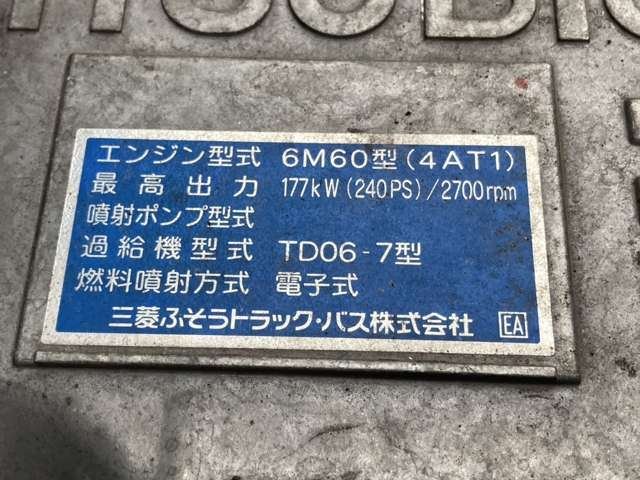 エンジン型式 6M60型(4AT1)
最高出力 177kW(240PS)/2700rpm
噴射ポンプ型式
過給機型式 TD06-7型
燃料噴射方式 電子式
三菱ふそうトラック・バス株式会社 EA